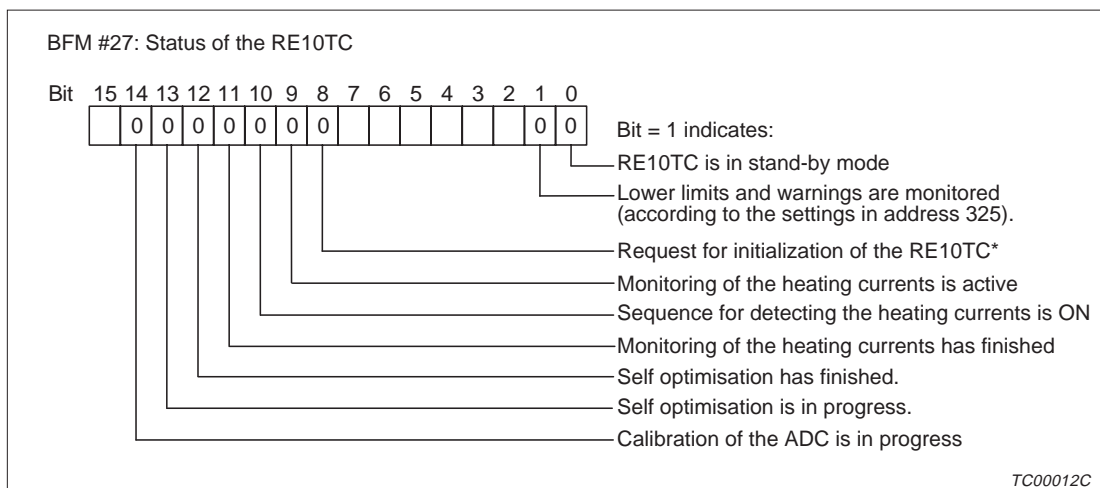 BFM #27: Status of the RE10TC
Bit 15 14 13 12 11 10 9 8 7 6 5 4 3 2 1 0
0 0 0 0 0 0 0 0 0
Bit = 1 indicates:
RE10TC is in stand-by mode
Lower limits and warnings are monitored
(according to the settings in address 325).
Request for initialization of the RE10TC*
Monitoring of the heating currents is active
Sequence for detecting the heating currents is ON
Monitoring of the heating currents has finished
Self optimisation has finished.
Self optimisation is in progress.
Calibration of the ADC is in progress
TC00012C